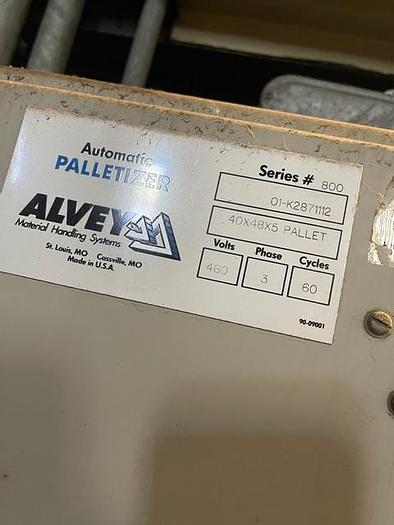 Automatic
PALLETIZER
ALVEY
Material Handling Systems
St. Louis, MO Cassville, MO
Made in U.S.A.
Series # 800
01-K2871112
40X48X5 PALLET
Volts Phase Cycles
460 3 60
90-09001